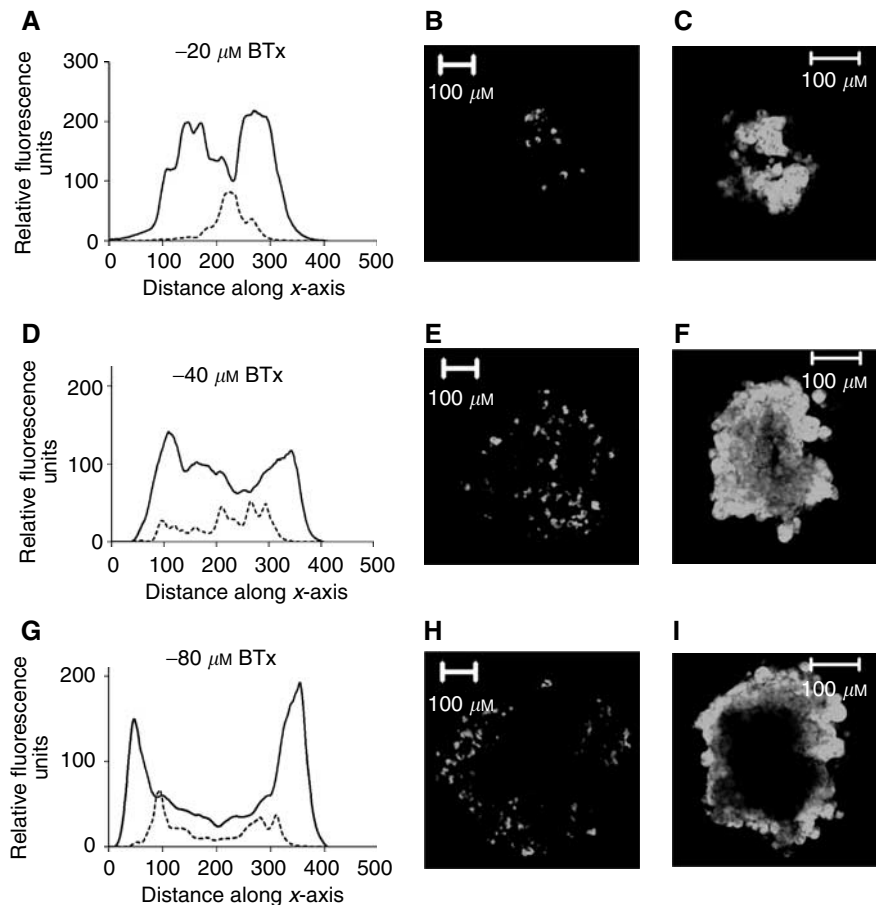 A
B
C
–20 μM BTx
300
200
100
0
0 100 200 300 400 500
Relative fluorescence
units
Distance along x-axis
100 μM
100 μM
D
E
F
–40 μM BTx
200
100
0
0 100 200 300 400 500
Relative fluorescence
units
Distance along x-axis
100 μM
100 μM
G
H
I
–80 μM BTx
200
100
0
0 100 200 300 400 500
Relative fluorescence
units
Distance along x-axis
100 μM
100 μM